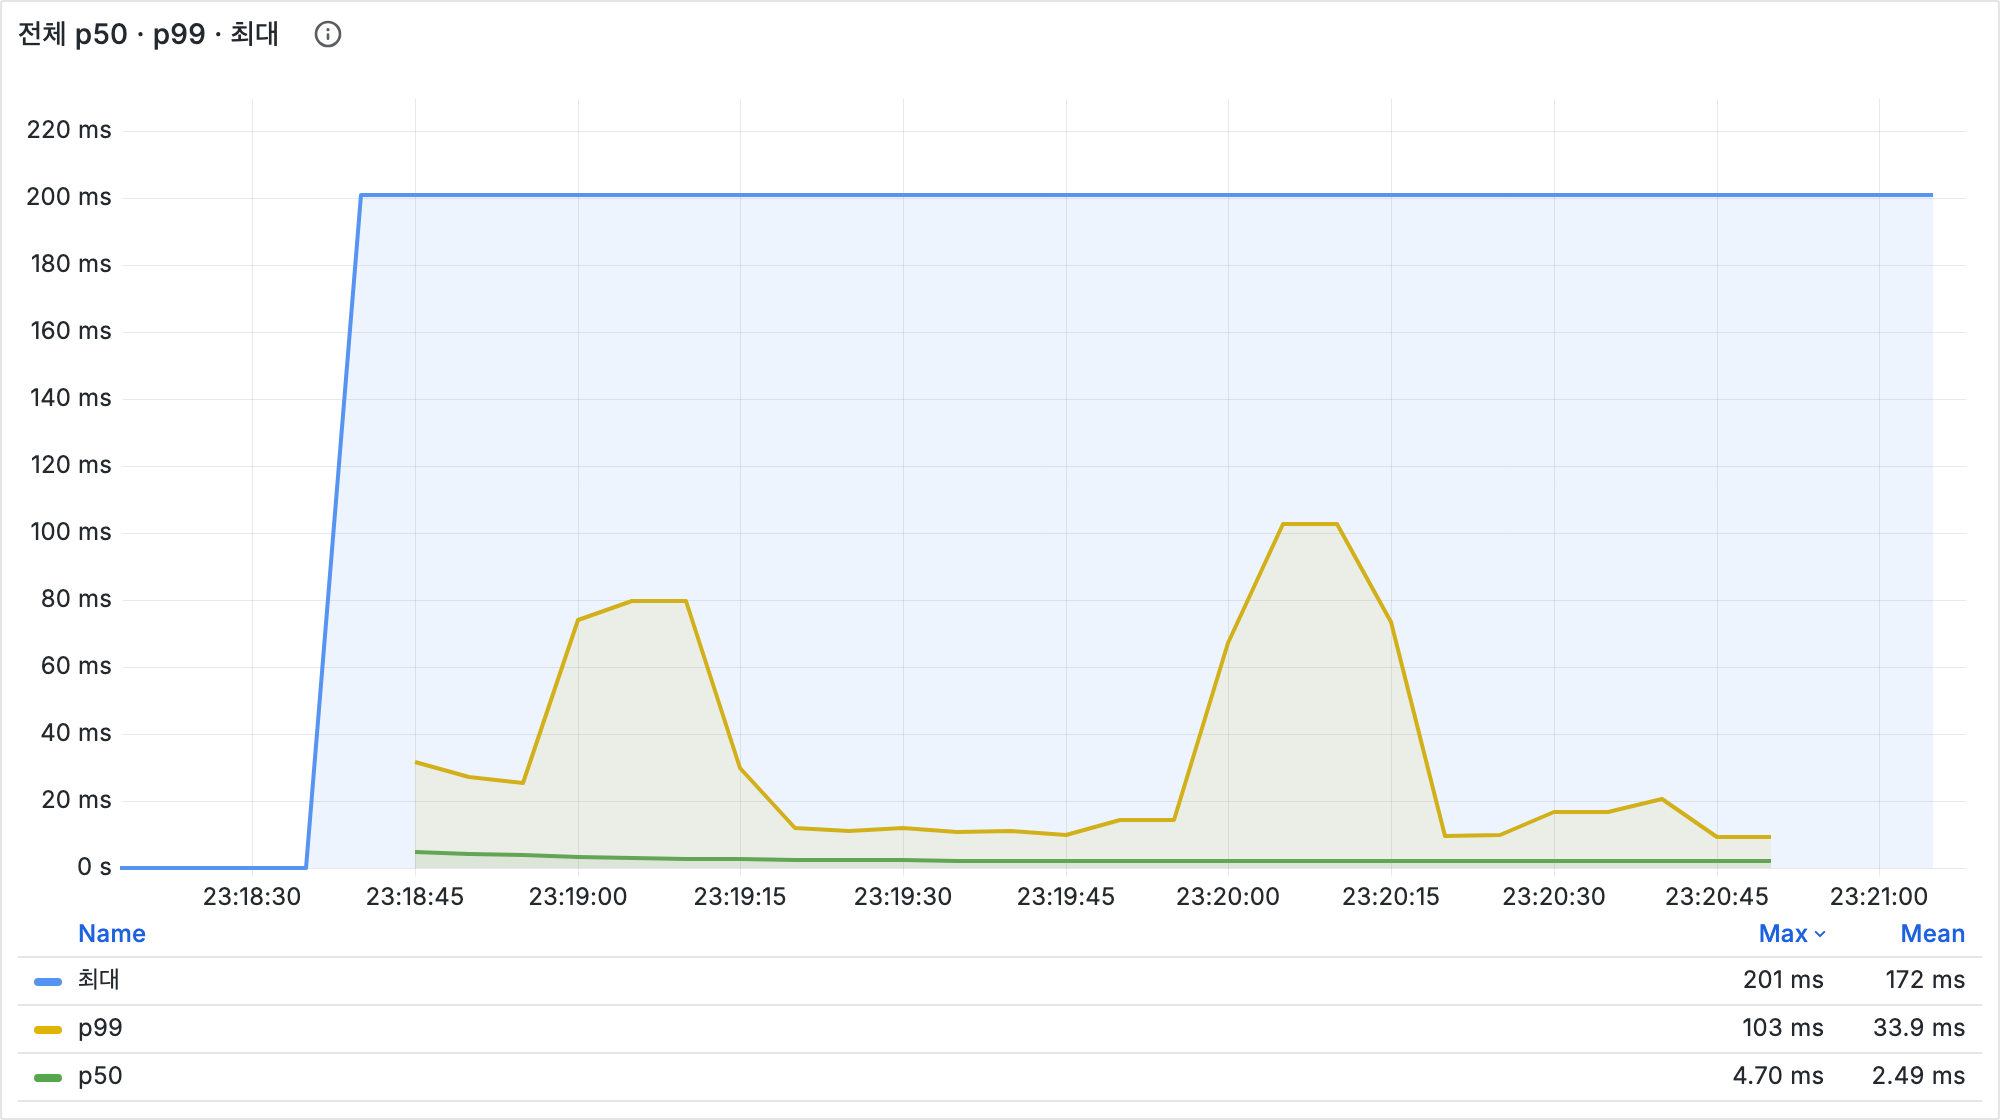 전체 p50 · p99 · 최대
220 ms
200 ms
180 ms
160 ms
140 ms
120 ms
100 ms
80 ms
60 ms
40 ms
20 ms
0 s
23:18:30 23:18:45 23:19:00 23:19:15 23:19:30 23:19:45 23:20:00 23:20:15 23:20:30 23:20:45 23:21:00
Name Max Mean
최대 201 ms 172 ms
p99 103 ms 33.9 ms
p50 4.70 ms 2.49 ms